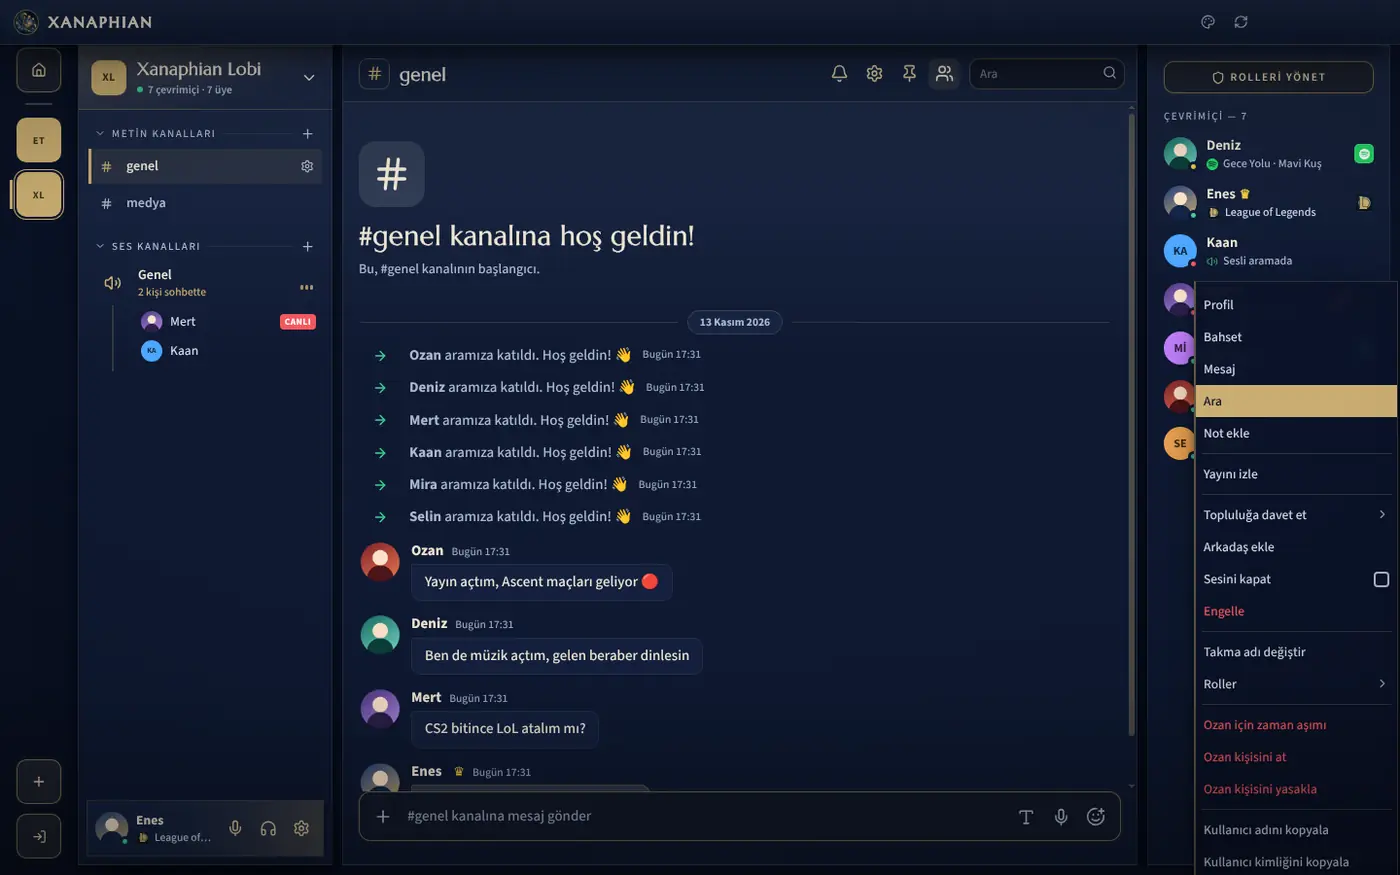 XANAPHIAN
ET
XL
XL
Xanaphian Lobi
7 çevrimiçi · 7 üye
METİN KANALLARI
# genel
# medya
SES KANALLARI
Genel
2 kişi sohbette
Mert CANLI
KA Kaan
Enes
League of...
# genel
Ara
#
#genel kanalına hoş geldin!
Bu, #genel kanalının başlangıcı.
13 Kasım 2026
Ozan aramıza katıldı. Hoş geldin! 👋 Bugün 17:31
Deniz aramıza katıldı. Hoş geldin! 👋 Bugün 17:31
Mert aramıza katıldı. Hoş geldin! 👋 Bugün 17:31
Kaan aramıza katıldı. Hoş geldin! 👋 Bugün 17:31
Mira aramıza katıldı. Hoş geldin! 👋 Bugün 17:31
Selin aramıza katıldı. Hoş geldin! 👋 Bugün 17:31
Ozan Bugün 17:31
Yayın açtım, Ascent maçları geliyor 🔴
Deniz Bugün 17:31
Ben de müzik açtım, gelen beraber dinlesin
Mert Bugün 17:31
CS2 bitince LoL atalım mı?
Enes Bugün 17:31
#genel kanalına mesaj gönder
ROLLERİ YÖNET
ÇEVRİMİÇİ — 7
Deniz
Gece Yolu · Mavi Kuş
Enes
League of Legends
KA Kaan
Sesli aramada
Mİ
SE
Profil
Bahset
Mesaj
Ara
Not ekle
Yayını izle
Topluluğa davet et
Arkadaş ekle
Sesini kapat
Engelle
Takma adı değiştir
Roller
Ozan için zaman aşımı
Ozan kişisini at
Ozan kişisini yasakla
Kullanıcı adını kopyala
Kullanıcı kimliğini kopyala